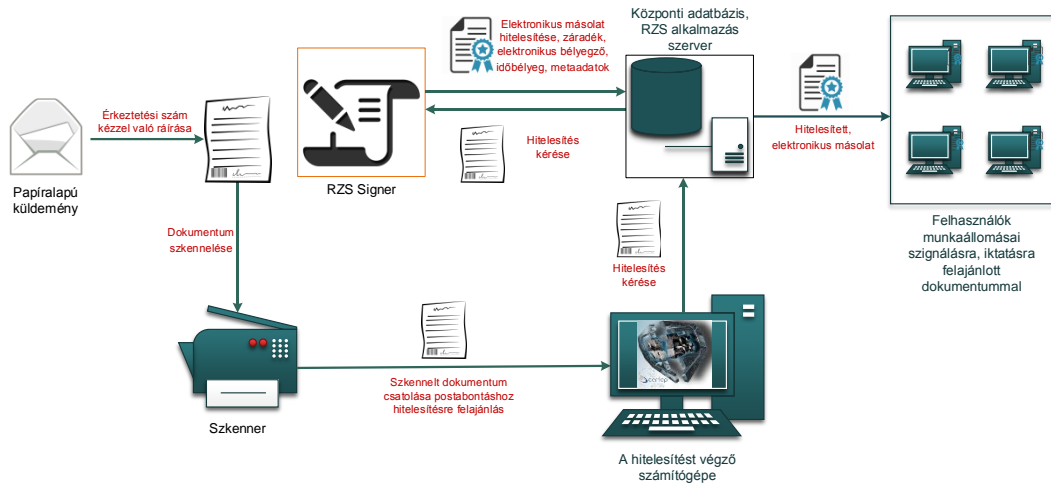 Elektronikus másolat
hitelesítése, záradék,
elektronikus bélyegző,
időbélyeg, metaadatok
Központi adatbázis,
RZS alkalmazás
szerver
Érkeztetési szám
kézzel való ráírása
Papíralapú
küldemény
RZS Signer
Hitelesítés
kérése
Hitelesített,
elektronikus másolat
Felhasználók
munkaállomásai
szignálásra, iktatásra
felajánlott
dokumentummal
Dokumentum
szkennelése
Hitelesítés
kérése
Szkennelt dokumentum
csatolása postabontáshoz
hitelesítésre felajánlás
Szkenner
A hitelesítést végző
számítógépe